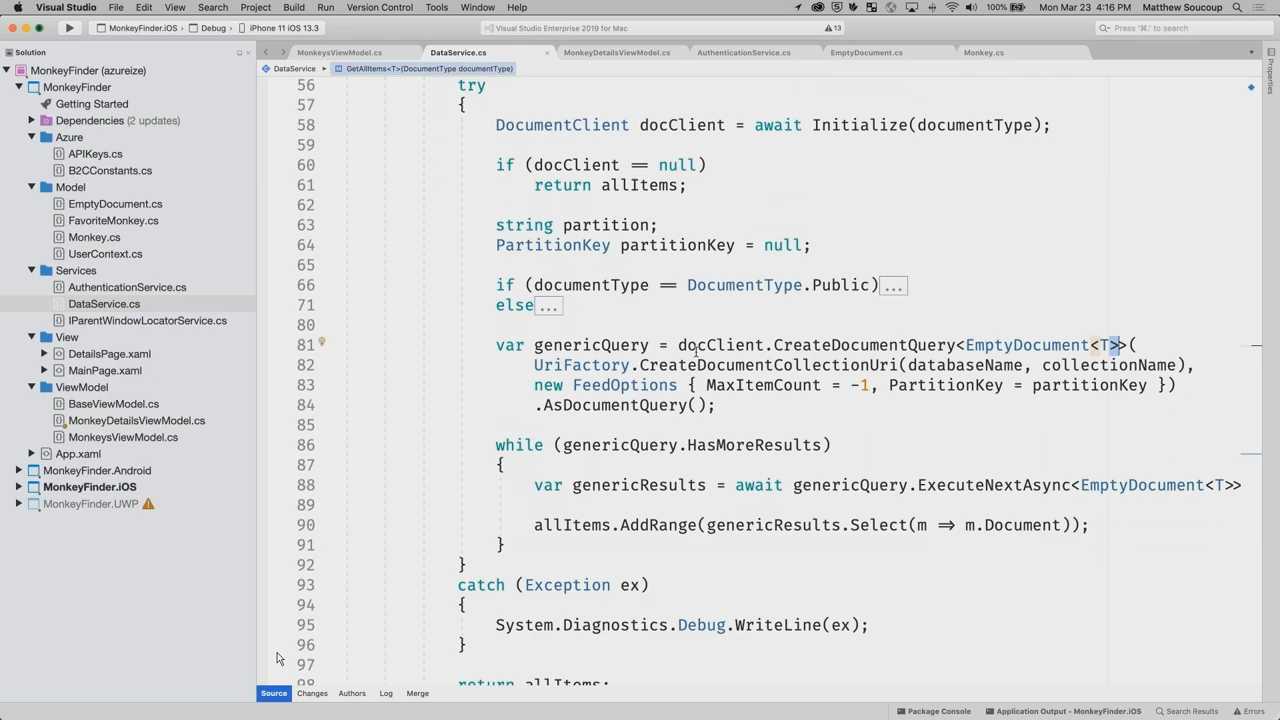 Visual Studio File Edit View Search Project Build Run Version Control Tools Window Help 100% Mon Mar 23 4:16 PM Matthew Soucoup
MonkeyFinder.iOS Debug iPhone 11 iOS 13.3 Visual Studio Enterprise 2019 for Mac 13 Press '⌘.' to search
Solution
MonkeysViewModel.cs DataService.cs MonkeyDetailsViewModel.cs AuthenticationService.cs EmptyDocument.cs Monkey.cs
Properties
DataService GetAllItems<T>(DocumentType documentType)
MonkeyFinder (azureize)
MonkeyFinder
Getting Started
Dependencies (2 updates)
Azure
APIKeys.cs
B2CConstants.cs
Model
EmptyDocument.cs
FavoriteMonkey.cs
Monkey.cs
UserContext.cs
Services
AuthenticationService.cs
DataService.cs
IParentWindowLocatorService.cs
View
DetailsPage.xaml
MainPage.xaml
ViewModel
BaseViewModel.cs
MonkeyDetailsViewModel.cs
MonkeysViewModel.cs
App.xaml
MonkeyFinder.Android
MonkeyFinder.iOS
MonkeyFinder.UWP
56 try
57 {
58 DocumentClient docClient = await Initialize(documentType);
59
60 if (docClient == null)
61 return allItems;
62
63 string partition;
64 PartitionKey partitionKey = null;
65
66 if (documentType == DocumentType.Public)...
71 else...
80
81 var genericQuery = docClient.CreateDocumentQuery<EmptyDocument<T>>(
82 UriFactory.CreateDocumentCollectionUri(databaseName, collectionName),
83 new FeedOptions { MaxItemCount = -1, PartitionKey = partitionKey })
84 .AsDocumentQuery();
85
86 while (genericQuery.HasMoreResults)
87 {
88 var genericResults = await genericQuery.ExecuteNextAsync<EmptyDocument<T>>
89
90 allItems.AddRange(genericResults.Select(m => m.Document));
91 }
92 }
93 catch (Exception ex)
94 {
95 System.Diagnostics.Debug.WriteLine(ex);
96 }
97
98 return allItems;
Source Changes Authors Log Merge
Package Console Application Output - MonkeyFinder.iOS Search Results Errors